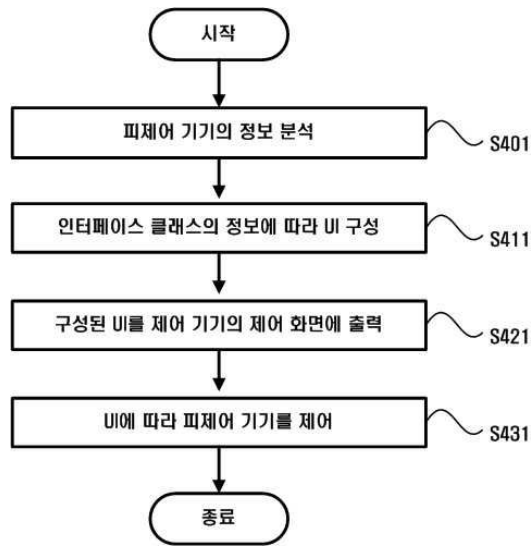 시작
피제어 기기의 정보 분석
S401
인터페이스 클래스의 정보에 따라 UI 구성
S411
구성된 UI를 제어 기기의 제어 화면에 출력
S421
UI에 따라 피제어 기기를 제어
S431
종료